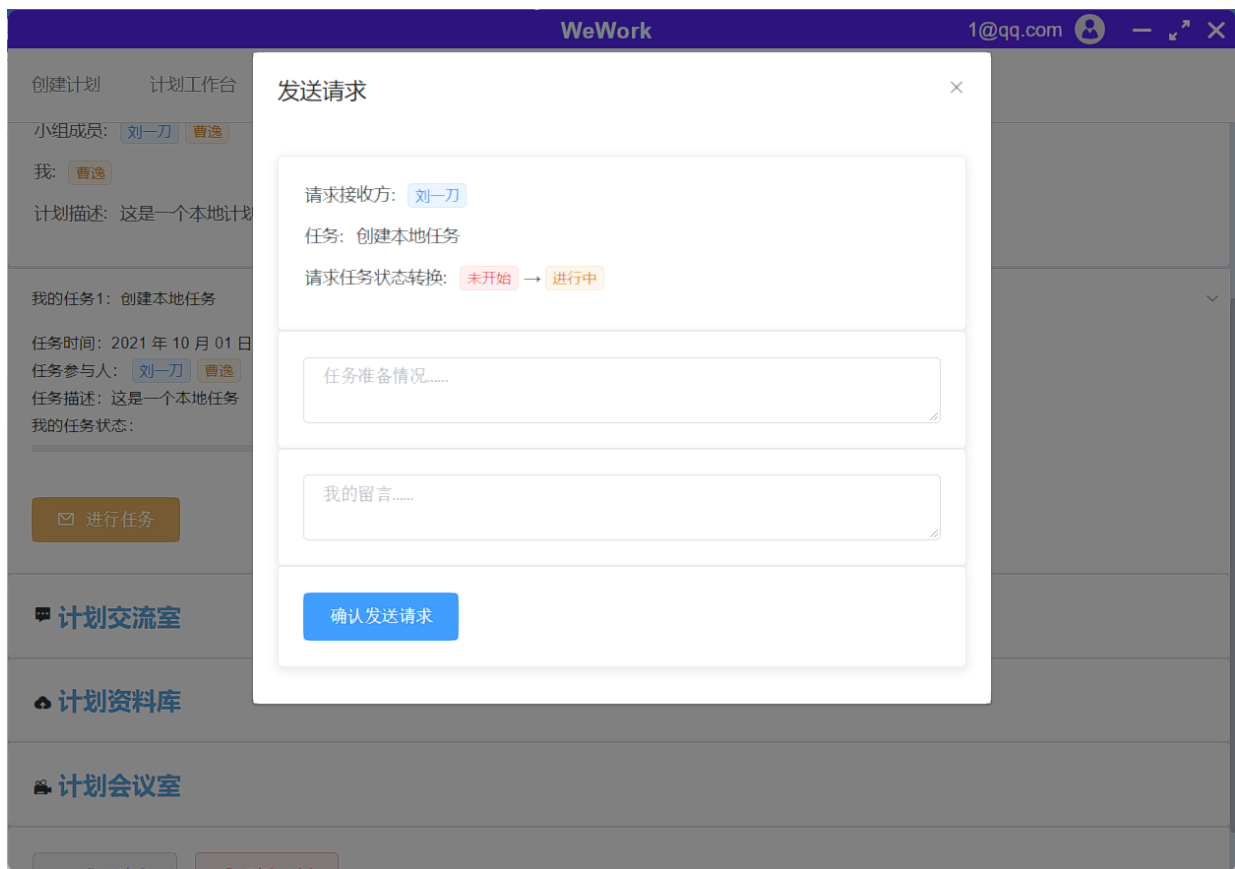 WeWork
1@qq.com
创建计划 计划工作台
小组成员: 刘一刀 曹逸
我: 曹逸
计划描述: 这是一个本地计划
我的任务1: 创建本地任务
任务时间: 2021 年 10 月 01 日
任务参与人: 刘一刀 曹逸
任务描述: 这是一个本地任务
我的任务状态:
进行任务
计划交流室
计划资料库
计划会议室
发送请求
请求接收方: 刘一刀
任务: 创建本地任务
请求任务状态转换: 未开始 → 进行中
任务准备情况......
我的留言......
确认发送请求